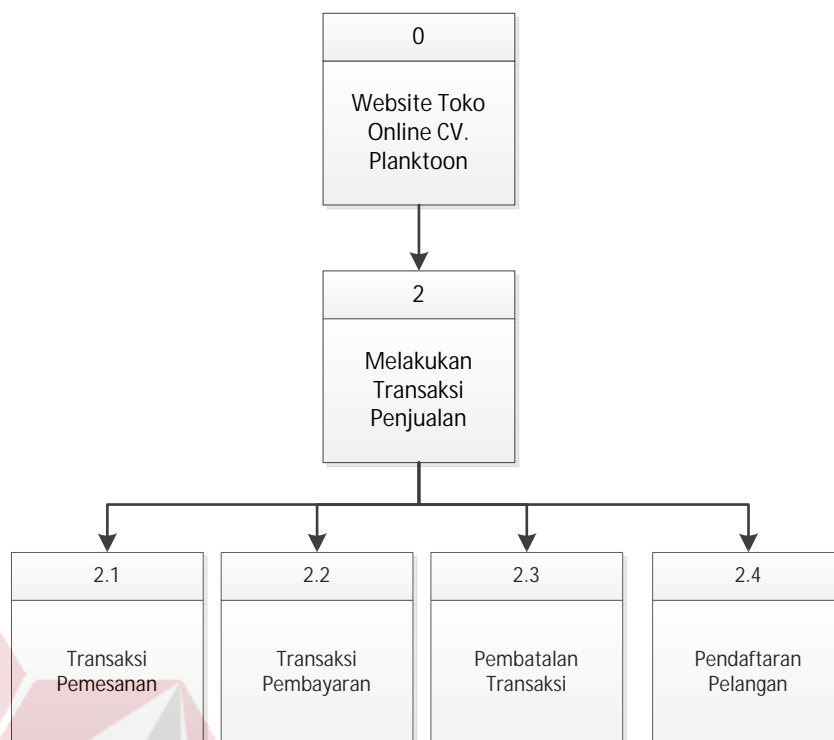 0
Website Toko
Online CV.
Planktoon
2
Melakukan
Transaksi
Penjualan
2.1
2.2
2.3
2.4
Transaksi
Pemesanan
Transaksi
Pembayaran
Pembatalan
Transaksi
Pendaftaran
Pelangan